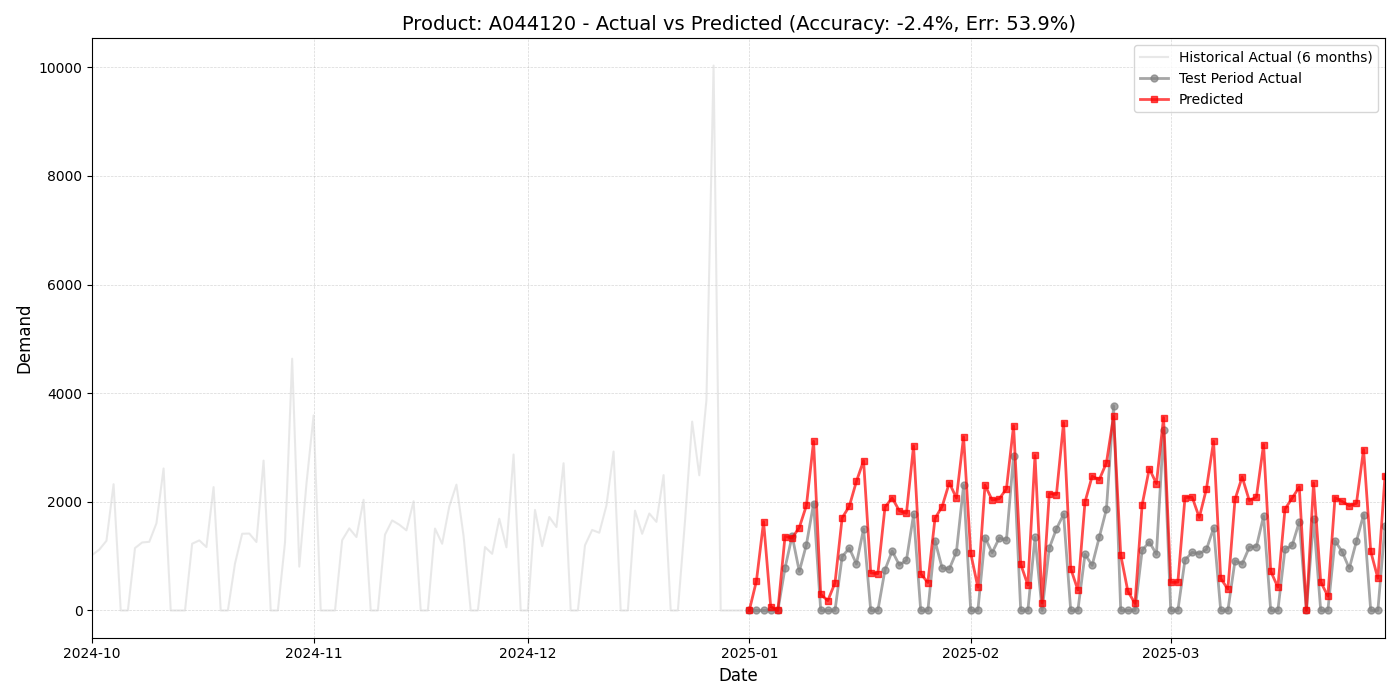 Product: A044120 - Actual vs Predicted (Accuracy: -2.4%, Err: 53.9%)
Historical Actual (6 months)
Test Period Actual
Predicted
Demand
10000
8000
6000
4000
2000
0
2024-10
2024-11
2024-12
2025-01
2025-02
2025-03
Date